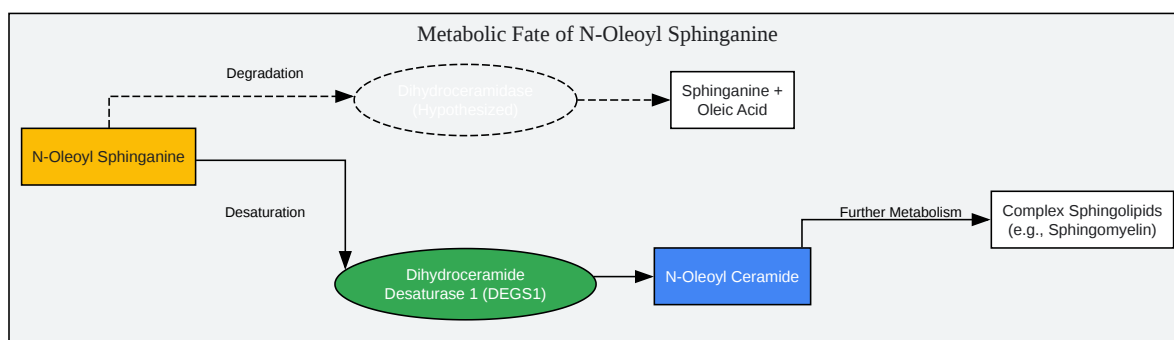 Metabolic Fate of N-Oleoyl Sphinganine
Degradation
Dihydroceramidase
(Hypothesized)
Sphinganine +
Oleic Acid
N-Oleoyl Sphinganine
Desaturation
Dihydroceramide
Desaturase 1 (DEGS1)
N-Oleoyl Ceramide
Further Metabolism
Complex Sphingolipids
(e.g., Sphingomyelin)